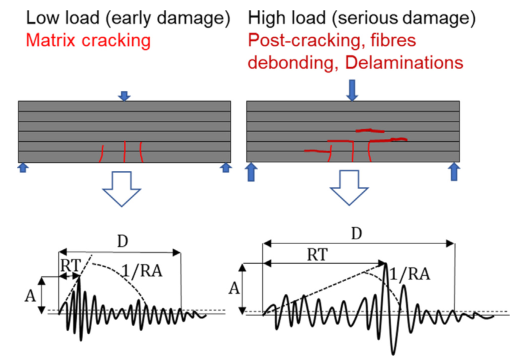 Low load (early damage)
Matrix cracking
High load (serious damage)
Post-cracking, fibres
debonding, Delaminations
D
RT
1/RA
A
D
RT
1/RA
A